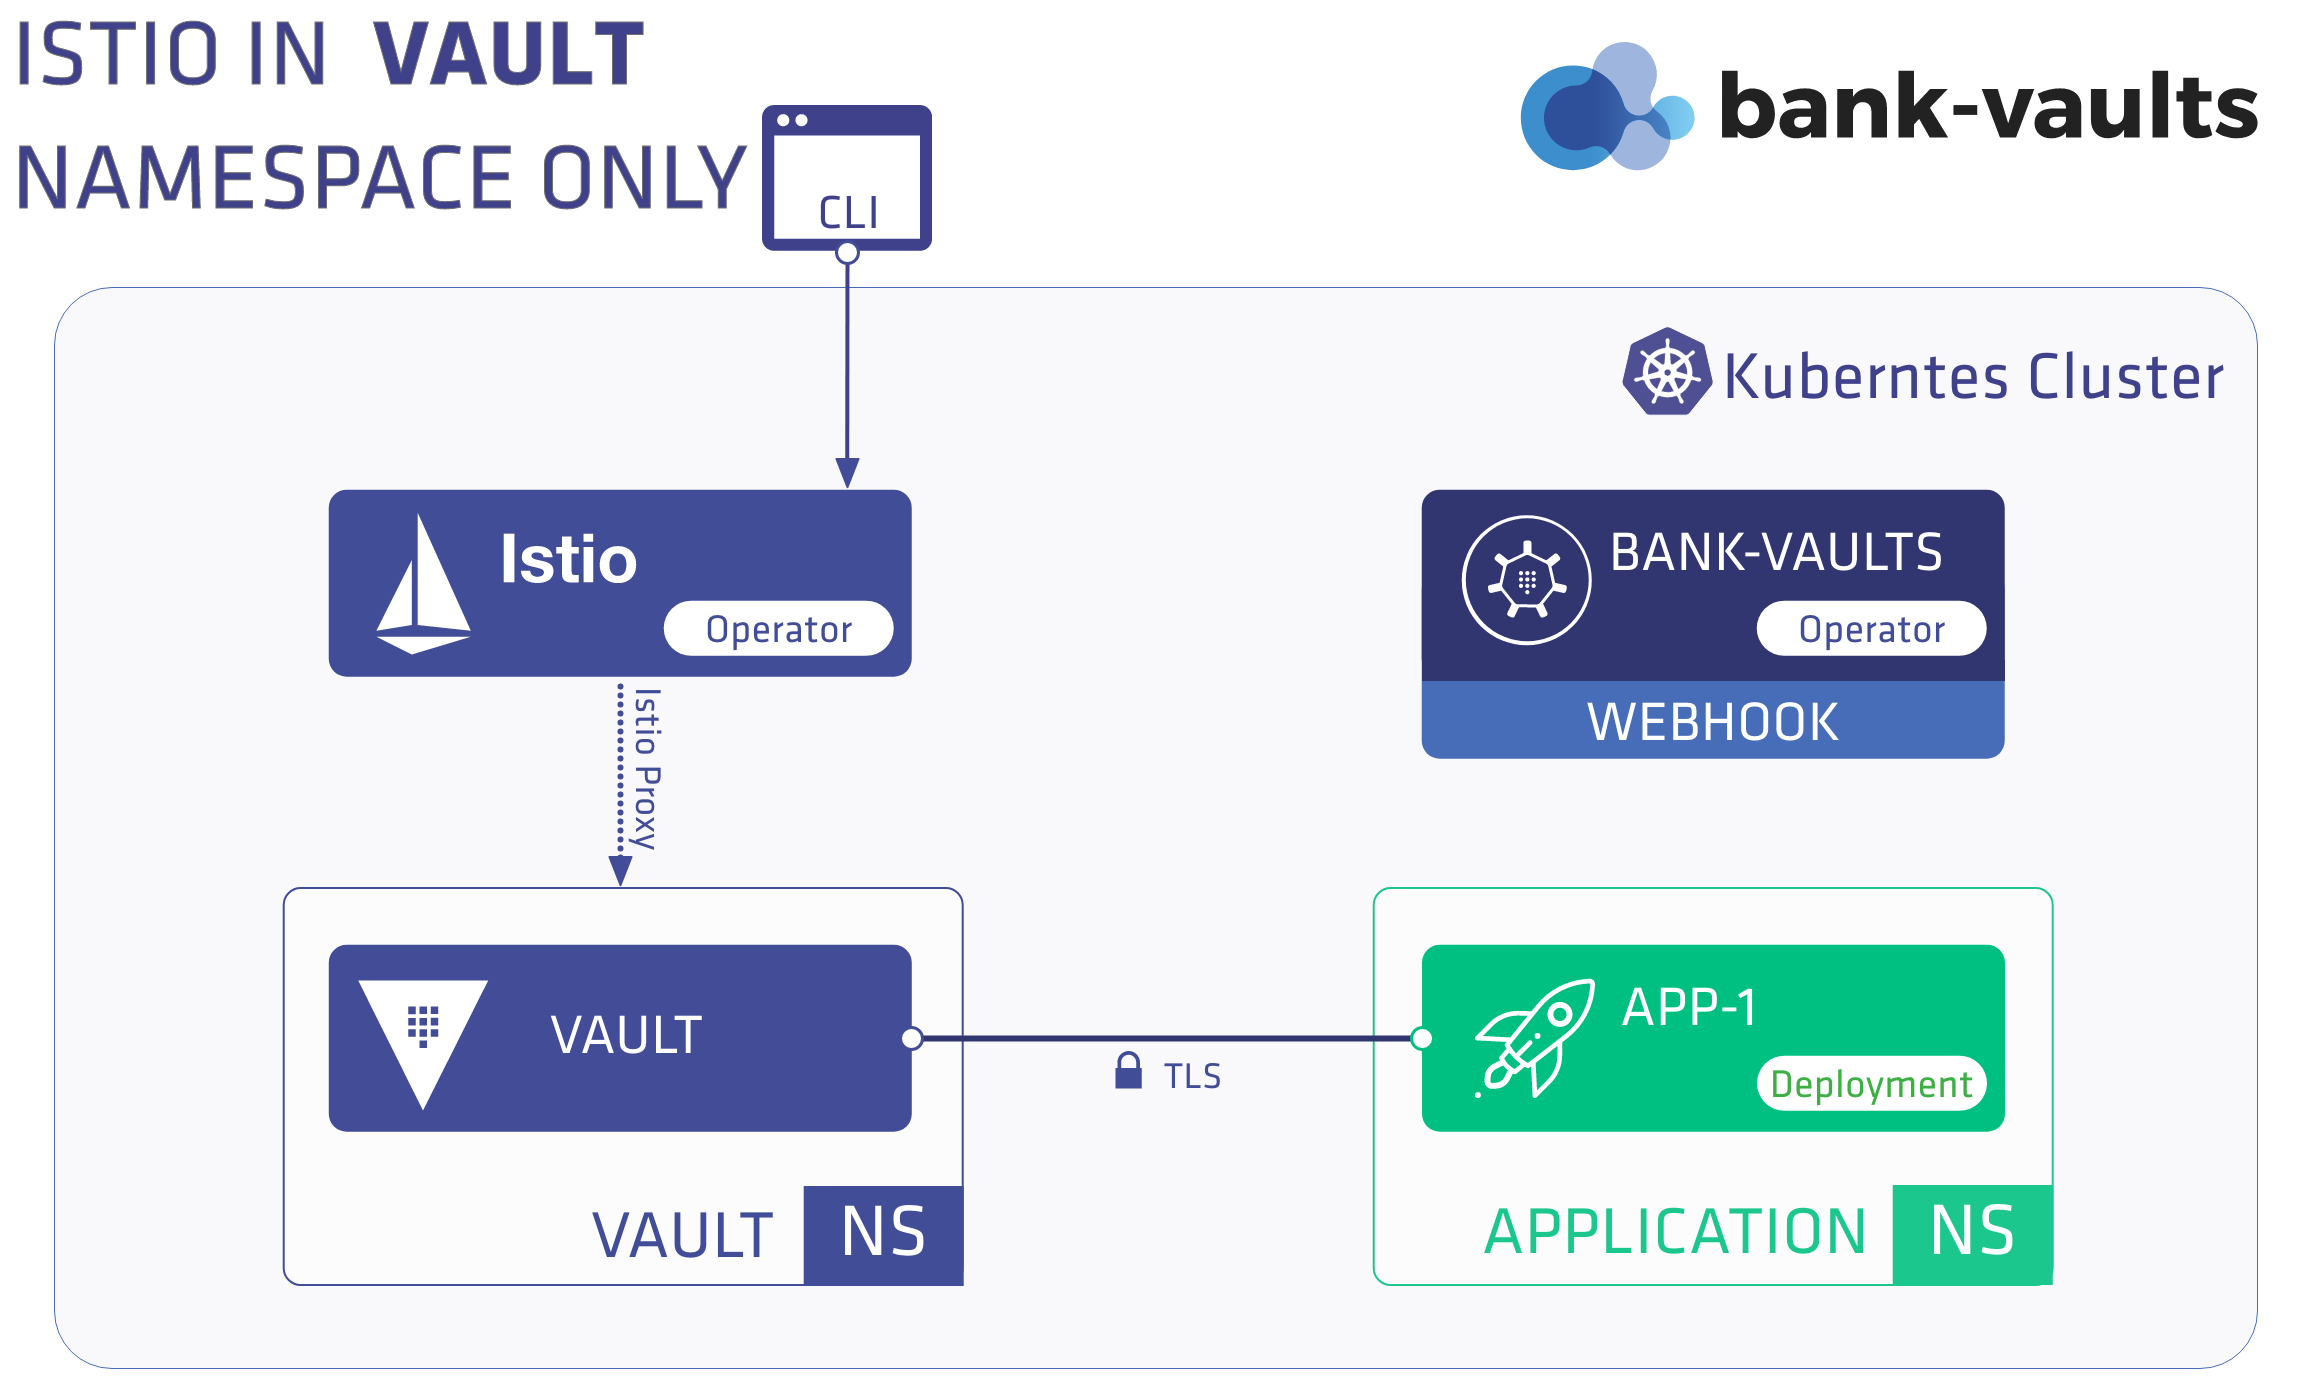 ISTIO IN VAULT
NAMESPACE ONLY
bank-vaults
CLI
Kuberntes Cluster
Istio
Operator
BANK-VAULTS
Operator
WEBHOOK
Istio Proxy
VAULT
TLS
APP-1
Deployment
VAULT NS
APPLICATION NS